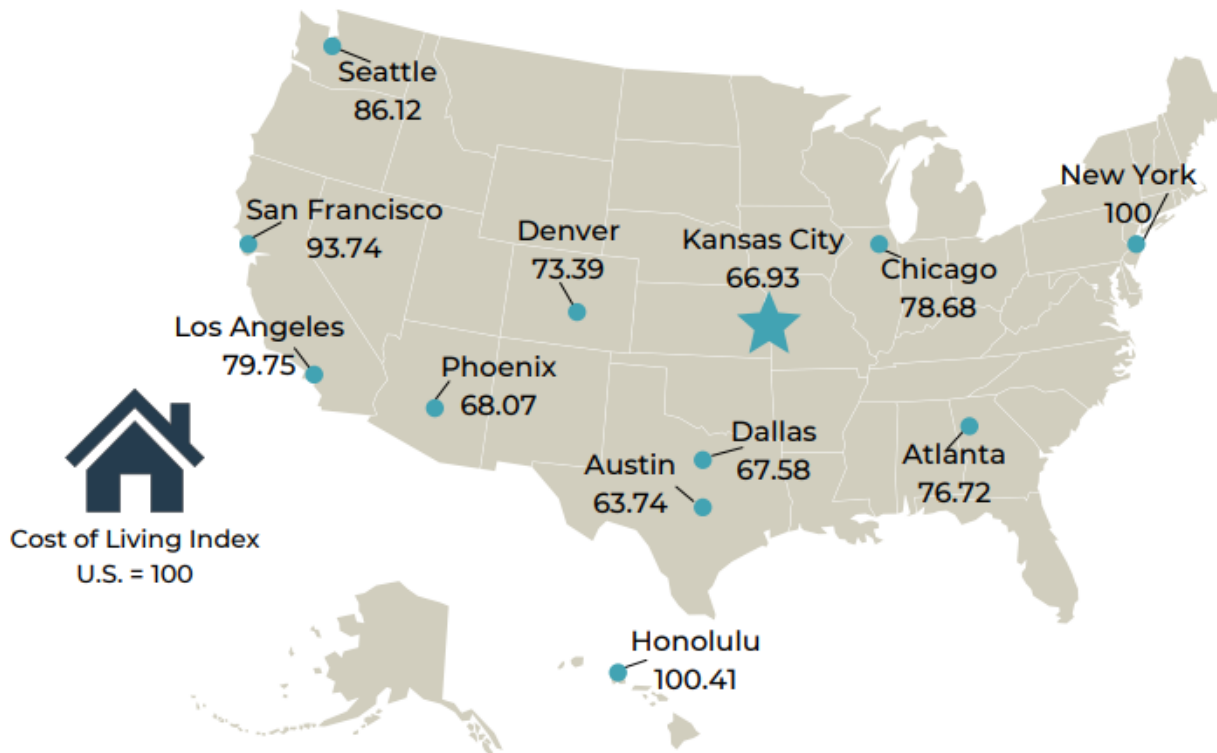 Seattle
86.12
New York
100
San Francisco
93.74
Denver
73.39
Kansas City
66.93
Chicago
78.68
Los Angeles
79.75
Phoenix
68.07
Dallas
67.58
Austin
63.74
Atlanta
76.72
Cost of Living Index
U.S. = 100
Honolulu
100.41